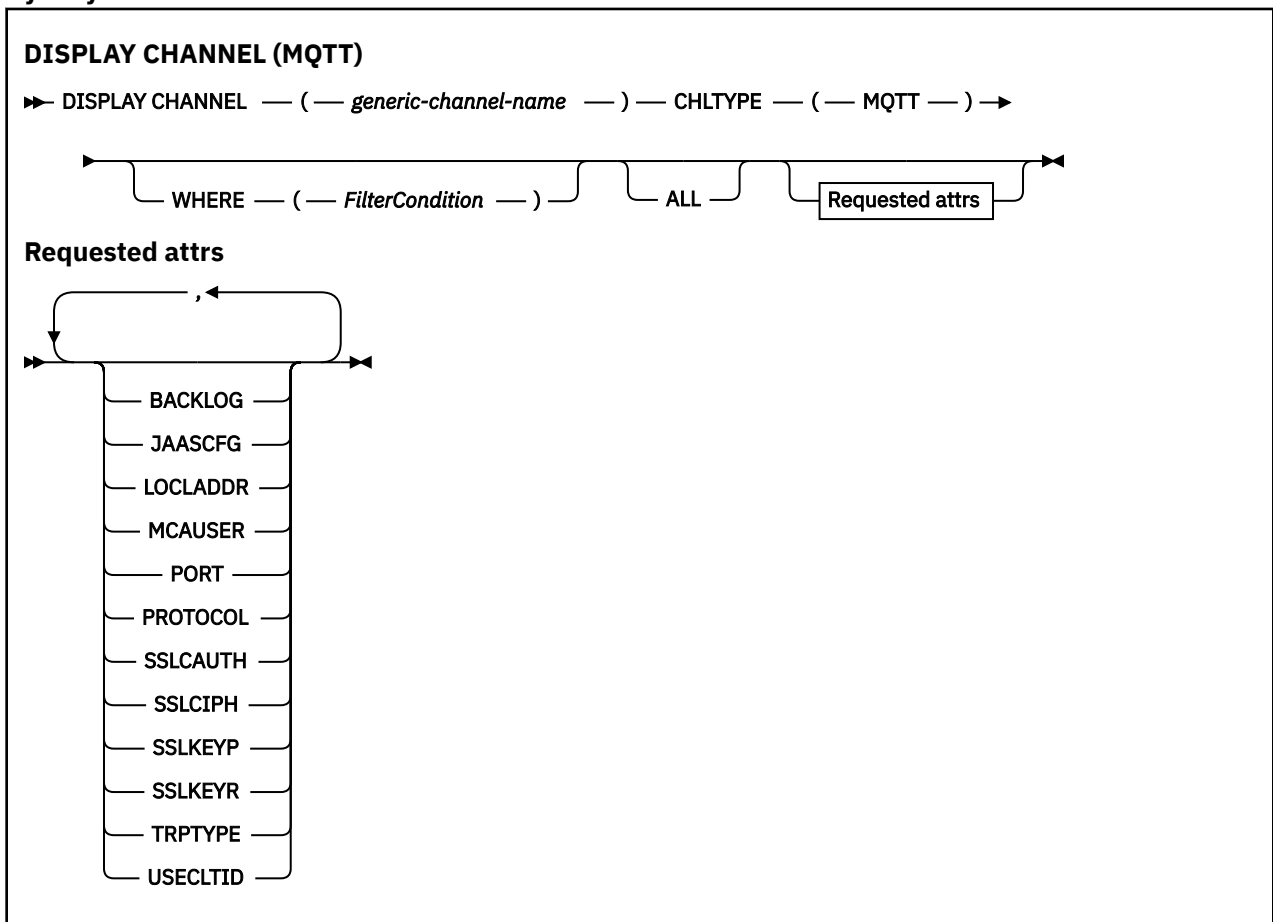 DISPLAY CHANNEL (MQTT)
DISPLAY CHANNEL ( generic-channel-name ) CHLTYPE ( MQTT )
WHERE ( FilterCondition ) ALL Requested attrs
Requested attrs
,
BACKLOG
JAASCFG
LOCLADDR
MCAUSER
PORT
PROTOCOL
SSLCAUTH
SSLCIPH
SSLKEYP
SSLKEYR
TRPTYPE
USECLTID